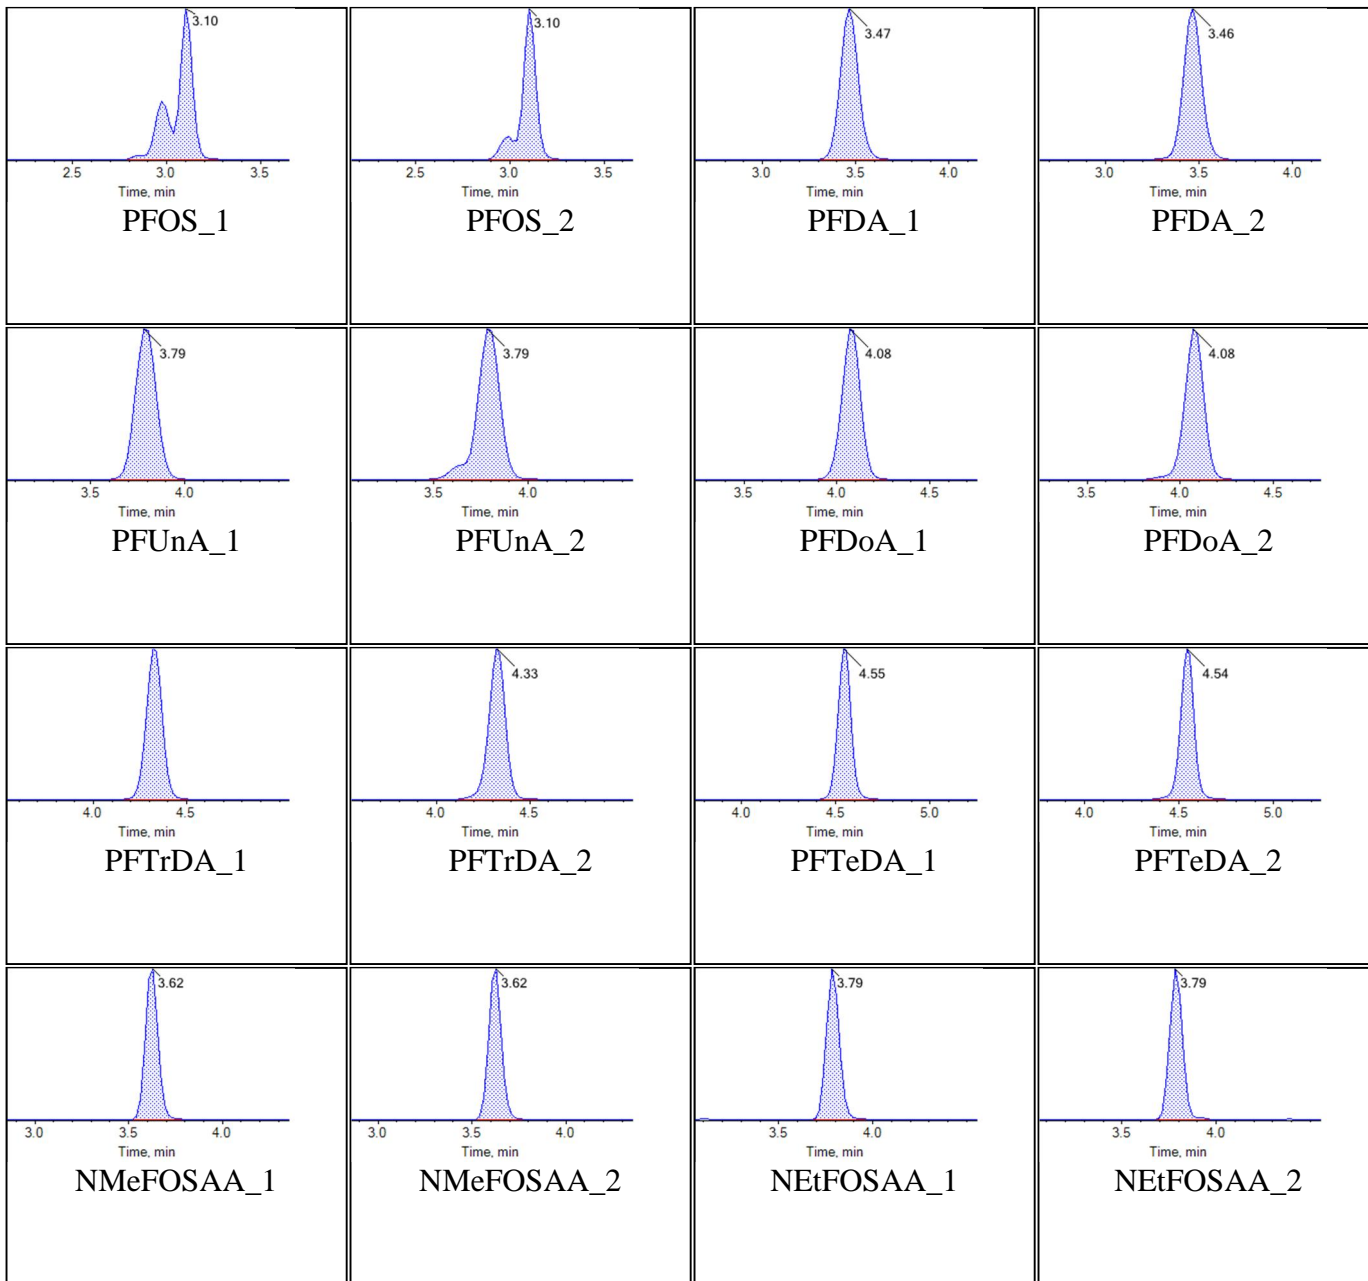 3.10
2.5 3.0 3.5
Time, min
PFOS_1
3.10
2.5 3.0 3.5
Time, min
PFOS_2
3.47
3.0 3.5 4.0
Time, min
PFDA_1
3.46
3.0 3.5 4.0
Time, min
PFDA_2
3.79
3.5 4.0
Time, min
PFUnA_1
3.79
3.5 4.0
Time, min
PFUnA_2
4.08
3.5 4.0 4.5
Time, min
PFDoA_1
4.08
3.5 4.0 4.5
Time, min
PFDoA_2
4.0 4.5
Time, min
PFTrDA_1
4.33
4.0 4.5
Time, min
PFTrDA_2
4.55
4.0 4.5 5.0
Time, min
PFTeDA_1
4.54
4.0 4.5 5.0
Time, min
PFTeDA_2
3.62
3.0 3.5 4.0
Time, min
NMeFOSAA_1
3.62
3.0 3.5 4.0
Time, min
NMeFOSAA_2
3.79
3.5 4.0
Time, min
NEtFOSAA_1
3.79
3.5 4.0
Time, min
NEtFOSAA_2